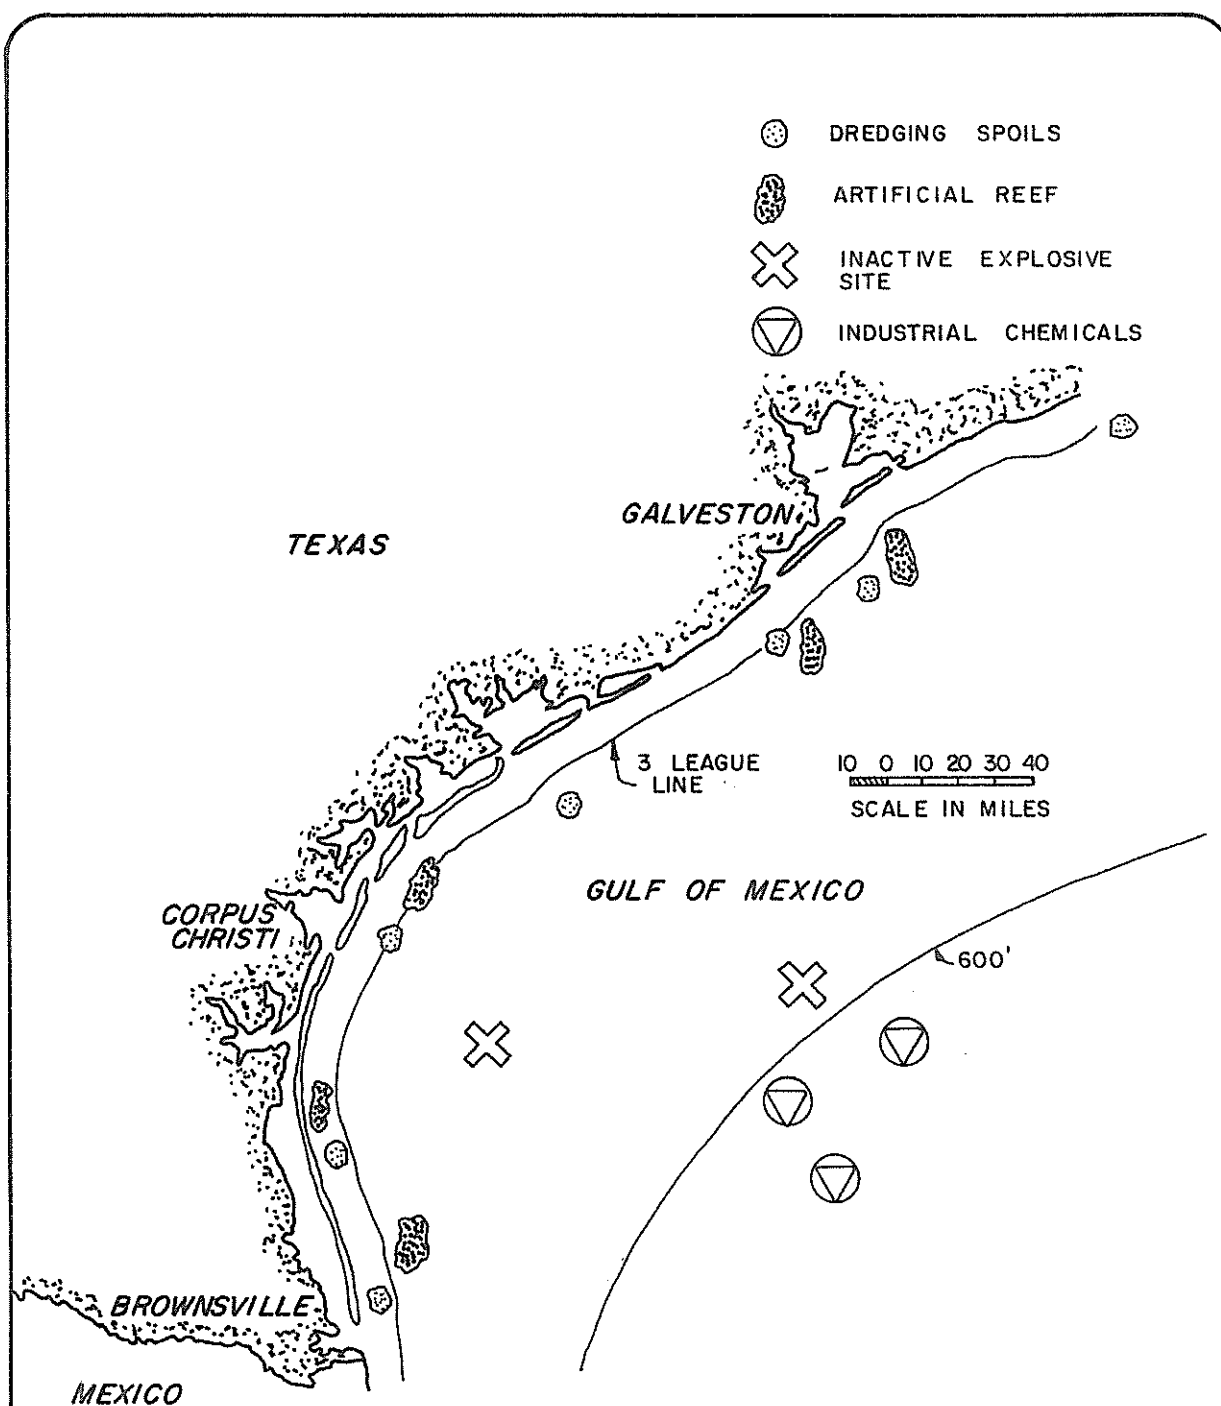 DREDGING SPOILS
ARTIFICIAL REEF
INACTIVE EXPLOSIVE
SITE
INDUSTRIAL CHEMICALS
GALVESTON
TEXAS
3 LEAGUE
LINE
10 0 10 20 30 40
SCALE IN MILES
GULF OF MEXICO
CORPUS
CHRISTI
600'
BROWNSVILLE
MEXICO